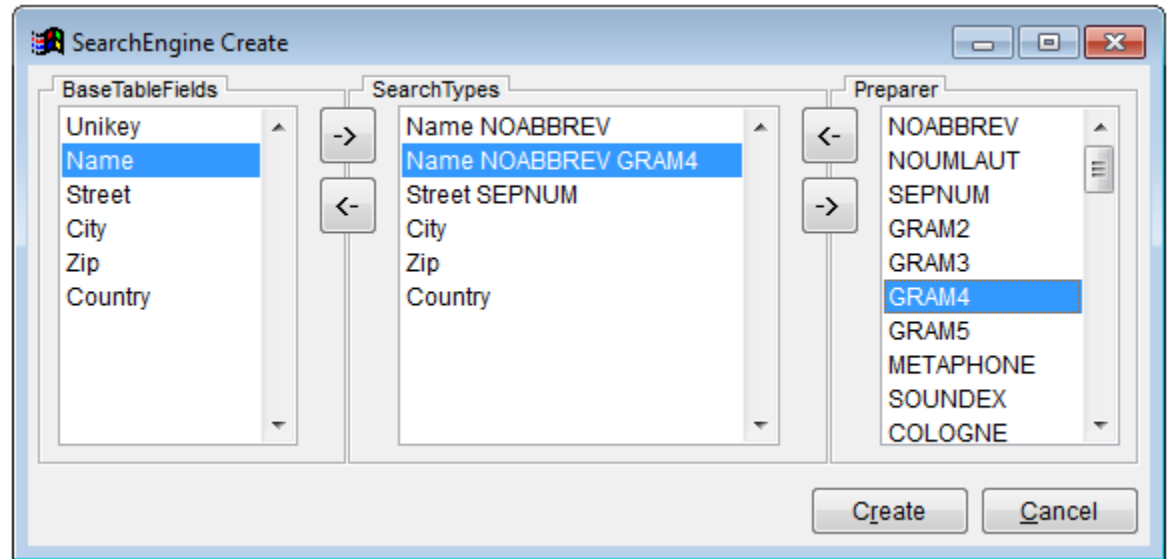 SearchEngine Create
BaseTableFields
Unikey
Name
Street
City
Zip
Country
->
<-
SearchTypes
Name NOABBREV
Name NOABBREV GRAM4
Street SEPNUM
City
Zip
Country
<-
->
Preparer
NOABBREV
NOUMLAUT
SEPNUM
GRAM2
GRAM3
GRAM4
GRAM5
METAPHONE
SOUNDEX
COLOGNE
Create
Cancel